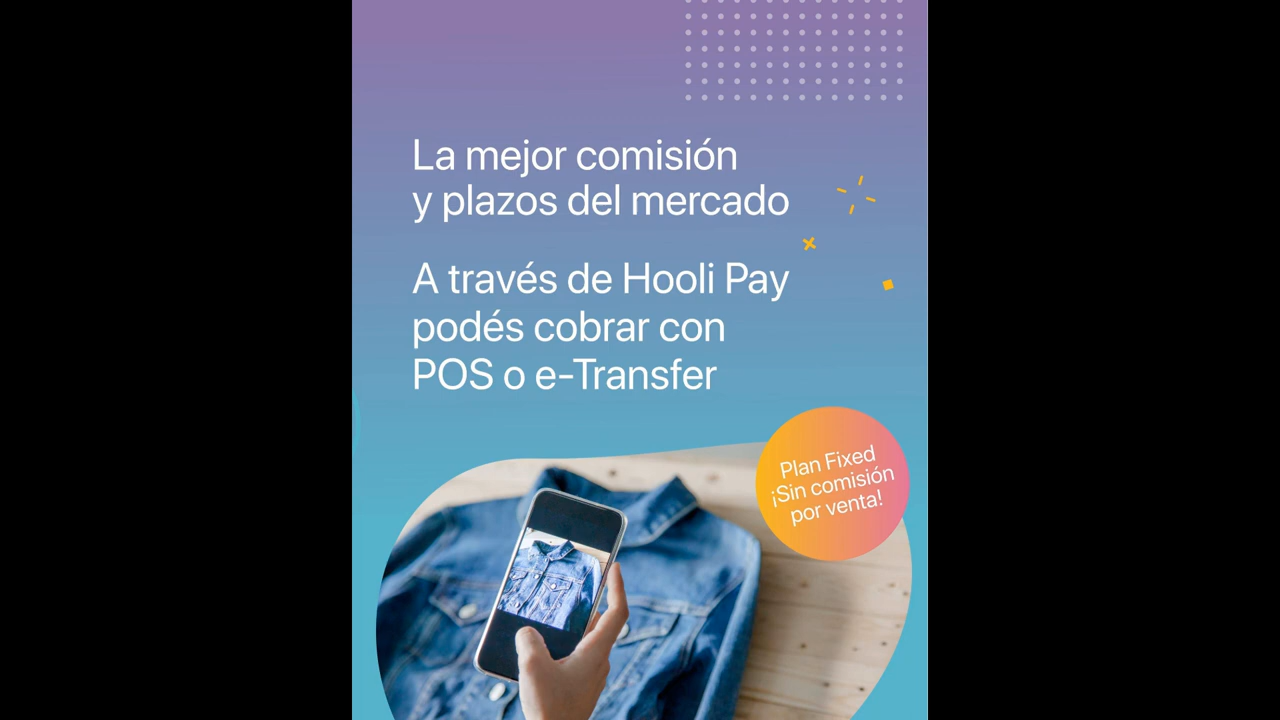 La mejor comisión
y plazos del mercado
A través de Hooli Pay
podés cobrar con
POS o e-Transfer
Plan Fixed
¡Sin comisión
por venta!